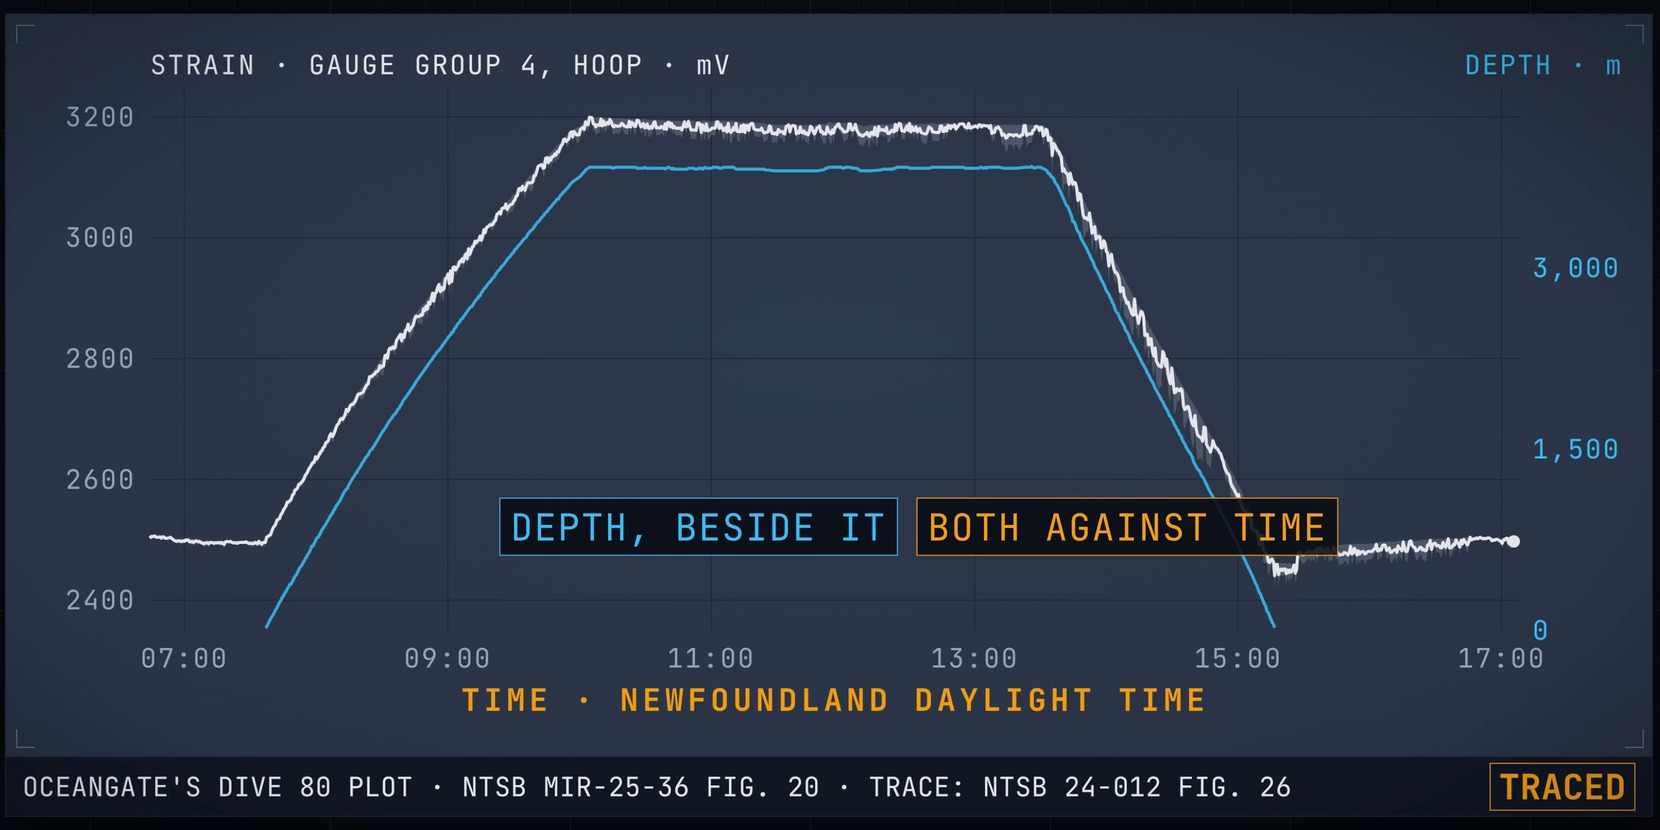 STRAIN · GAUGE GROUP 4, HOOP · mV
DEPTH · m
3200
3000
2800
2600
2400
3,000
1,500
0
DEPTH, BESIDE IT
BOTH AGAINST TIME
07:00 09:00 11:00 13:00 15:00 17:00
TIME · NEWFOUNDLAND DAYLIGHT TIME
OCEANGATE'S DIVE 80 PLOT · NTSB MIR-25-36 FIG. 20 · TRACE: NTSB 24-012 FIG. 26
TRACED